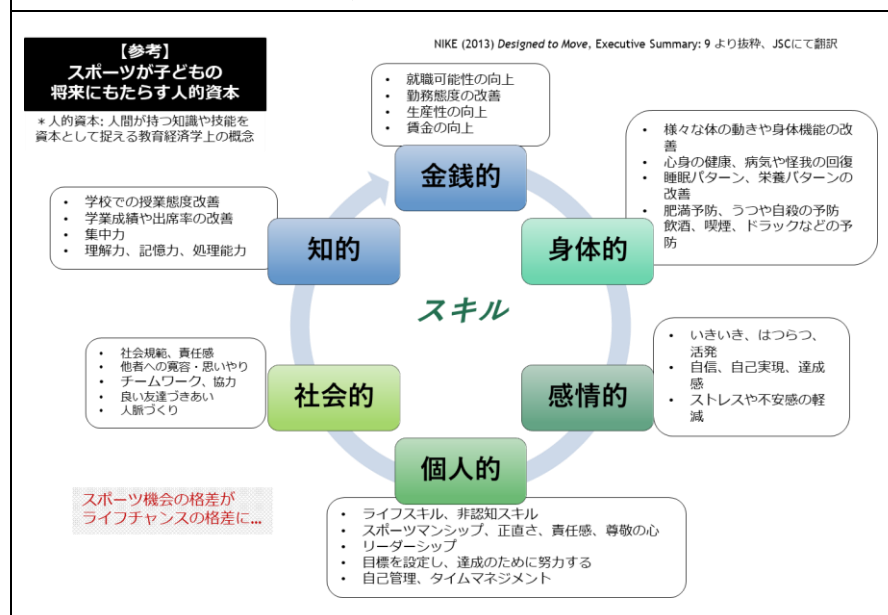 【参考】
スポーツが子どもの
将来にもたらす人的資本
＊人的資本: 人間が持つ知識や技能を
資本として捉える教育経済学上の概念
NIKE (2013) Designed to Move, Executive Summary: 9 より抜粋、JSCにて翻訳
• 就職可能性の向上
• 勤務態度の改善
• 生産性の向上
• 賃金の向上
金銭的
• 様々な体の動きや身体機能の改
善
• 心身の健康、病気や怪我の回復
• 睡眠パターン、栄養パターンの
改善
• 肥満予防、うつや自殺の予防
• 飲酒、喫煙、ドラックなどの予
防
身体的
• いきいき、はつらつ、
活発
• 自信、自己実現、達成
感
• ストレスや不安感の軽
減
感情的
個人的
• ライフスキル、非認知スキル
• スポーツマンシップ、正直さ、責任感、尊敬の心
• リーダーシップ
• 目標を設定し、達成のために努力する
• 自己管理、タイムマネジメント
• 社会規範、責任感
• 他者への寛容・思いやり
• チームワーク、協力
• 良い友達づきあい
• 人脈づくり
社会的
• 学校での授業態度改善
• 学業成績や出席率の改善
• 集中力
• 理解力、記憶力、処理能力
知的
スキル
スポーツ機会の格差が
ライフチャンスの格差に...